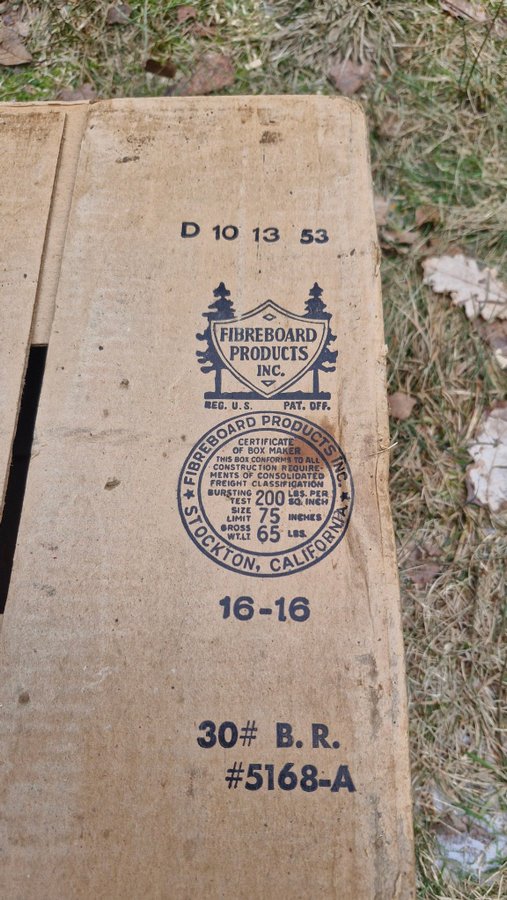 D 10 13 53
FIBREBOARD
PRODUCTS
INC.
REG. U.S. PAT. OFF.
FIBREBOARD PRODUCTS INC.
CERTIFICATE
OF BOX MAKER
THIS BOX CONFORMS TO ALL
CONSTRUCTION REQUIRE-
MENTS OF CONSOLIDATED
FREIGHT CLASSIFICATION
BURSTING TEST 200 LBS. PER SQ. INCH
SIZE LIMIT 75 INCHES
GROSS WT. LT. 65 LBS.
STOCKTON, CALIFORNIA
16-16
30# B.R.
#5168-A